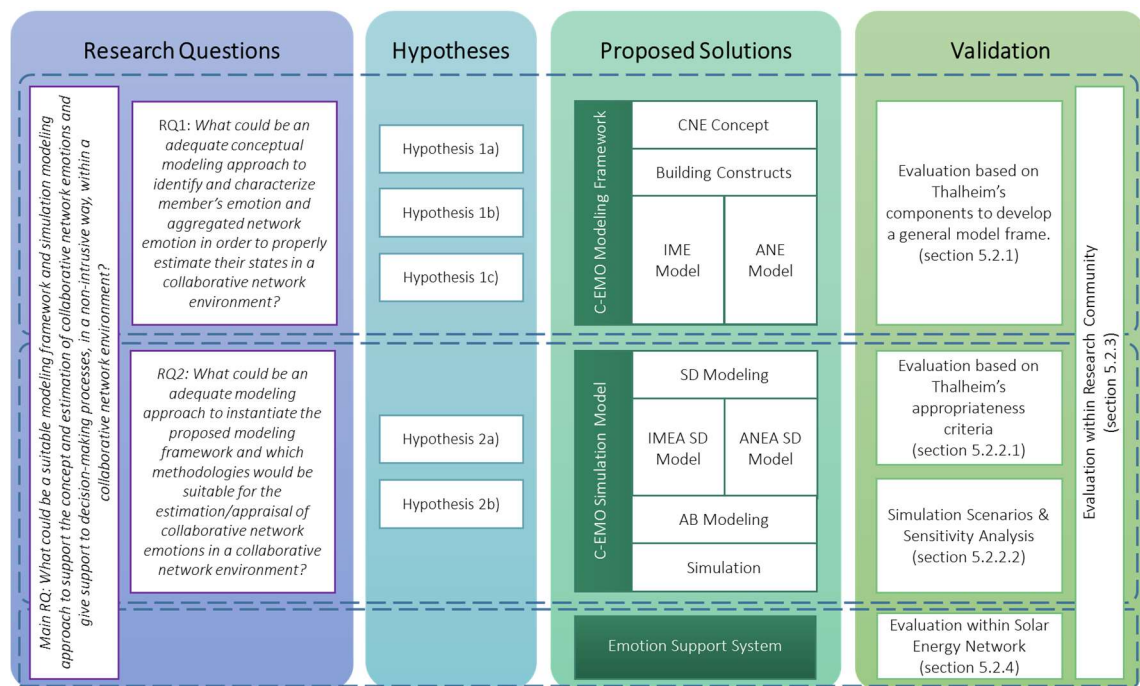 Research Questions
Hypotheses
Proposed Solutions
Validation
Main RQ: What could be a suitable modeling framework and simulation modeling
approach to support the concept and estimation of collaborative network emotions and
give support to decision-making processes, in a non-intrusive way, within a
collaborative network environment?
RQ1: What could be an
adequate conceptual
modeling approach to
identify and characterize
member's emotion and
aggregated network
emotion in order to properly
estimate their states in a
collaborative network
environment?
Hypothesis 1a)
Hypothesis 1b)
Hypothesis 1c)
C-EMO Modeling Framework
CNE Concept
Building Constructs
IME
Model
ANE
Model
Evaluation based on
Thalheim's
components to develop
a general model frame.
(section 5.2.1)
Evaluation within Research Community
(section 5.2.3)
RQ2: What could be an
adequate modeling
approach to instantiate the
proposed modeling
framework and which
methodologies would be
suitable for the
estimation/appraisal of
collaborative network
emotions in a collaborative
network environment?
Hypothesis 2a)
Hypothesis 2b)
C-EMO Simulation Model
SD Modeling
IMEA SD
Model
ANEA SD
Model
AB Modeling
Simulation
Evaluation based on
Thalheim's
appropriateness
criteria
(section 5.2.2.1)
Simulation Scenarios &
Sensitivity Analysis
(section 5.2.2.2)
Emotion Support System
Evaluation within Solar
Energy Network
(section 5.2.4)